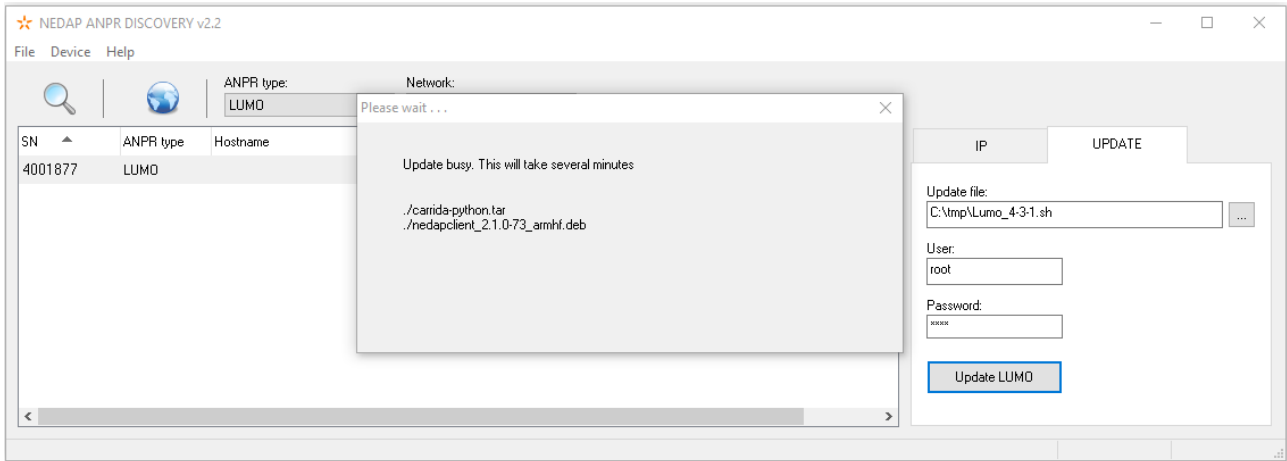 NEDAP ANPR DISCOVERY v2.2
File Device Help
ANPR type:
LUMO
Network:
SN ANPR type Hostname
4001877 LUMO
Please wait . . .
Update busy. This will take several minutes
./carrida-python.tar
./nedapclient_2.1.0-73_armhf.deb
IP UPDATE
Update file:
C:\tmp\Lumo_4-3-1.sh
...
User:
root
Password:
****
Update LUMO